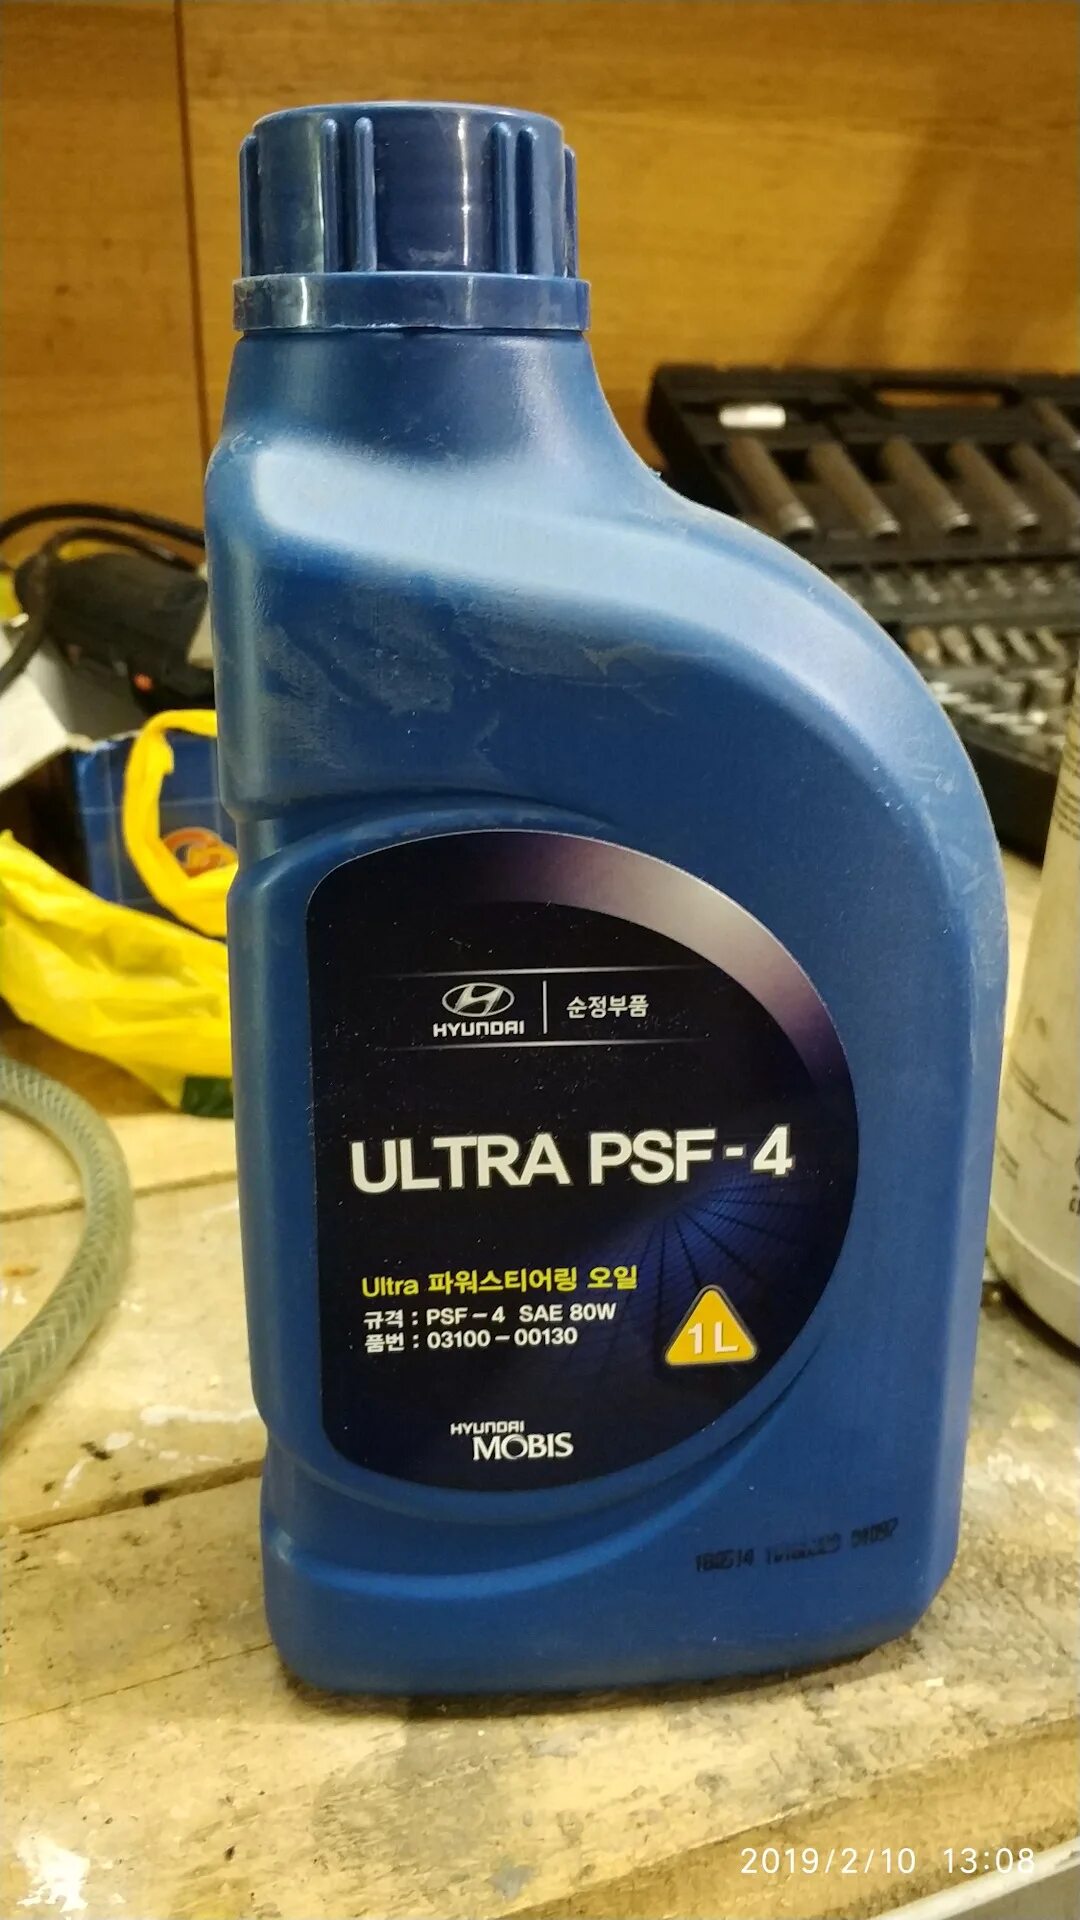 HYUNDAI 순정부품
ULTRA PSF-4
Ultra 파워스티어링 오일
규격 : PSF-4 SAE 80W
품번 : 03100-00130
1L
HYUNDAI
MOBIS
2019/2/10 13:08